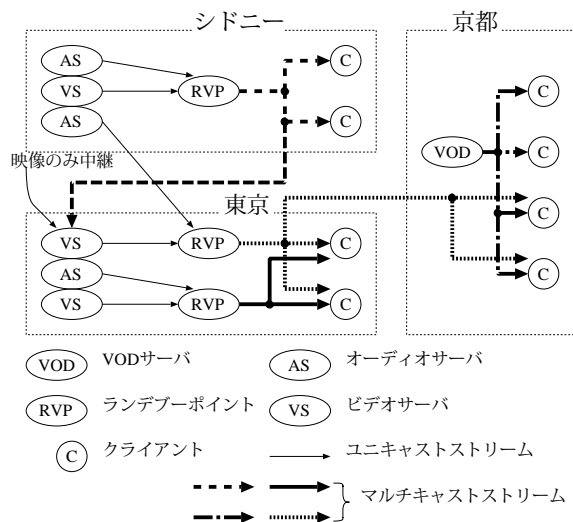 シドニー
京都
AS
VS
AS
RVP
C
C
映像のみ中継
東京
VS
AS
VS
RVP
RVP
C
C
VOD
C
C
C
C
VOD VODサーバ
AS オーディオサーバ
RVP ランデブーポイント
VS ビデオサーバ
C クライアント
ユニキャストストリーム
マルチキャストストリーム